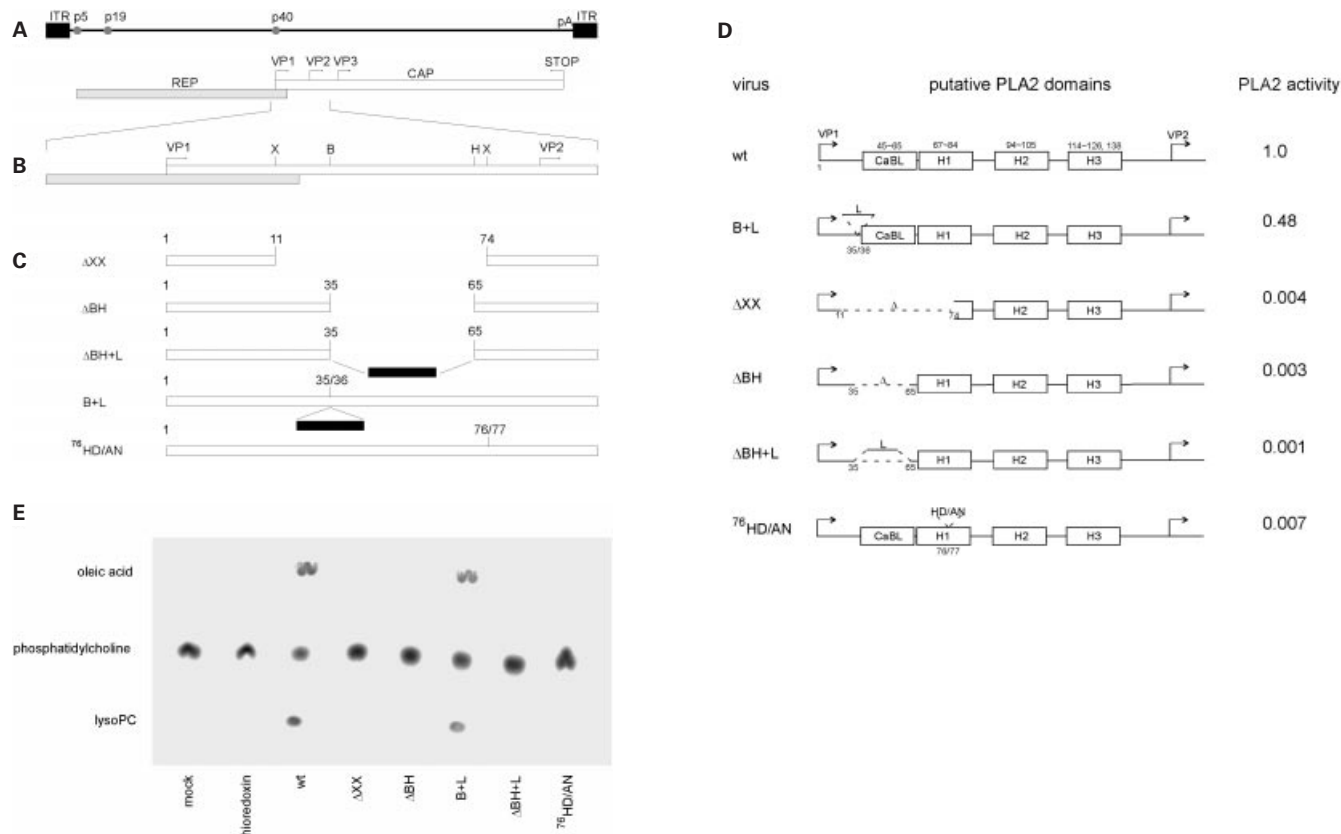 A
ITR p5 p19 p40 pA ITR
VP1 VP2 VP3 STOP
REP CAP
B
VP1 X B H X VP2
C
1 11 74
ΔXX
1 35 65
ΔBH
1 35 65
ΔBH+L
1 35/36
B+L
1 76/77
76HD/AN
D
virus putative PLA2 domains PLA2 activity
VP1 VP2
45–65 67–84 94–105 114–126, 138
wt CaBL H1 H2 H3 1.0
1
L
B+L CaBL H1 H2 H3 0.48
35/36
ΔXX Δ H2 H3 0.004
11 74
ΔBH Δ H1 H2 H3 0.003
35 65
ΔBH+L L H1 H2 H3 0.001
35 65
HD/AN
76HD/AN CaBL H1 H2 H3 0.007
76/77
E
oleic acid
phosphatidylcholine
lysoPC
mock
hioredoxin
wt
ΔXX
ΔBH
B+L
ΔBH+L
76HD/AN